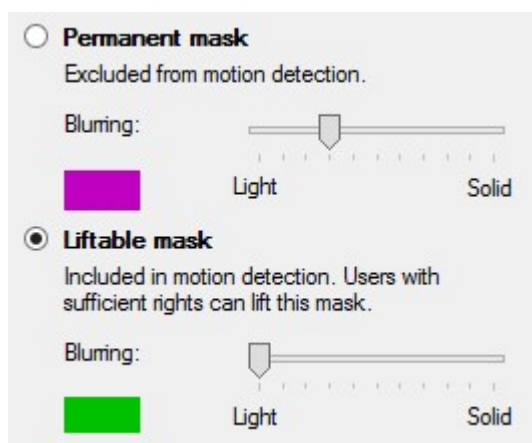 Permanent mask
Excluded from motion detection.
Blurring:
Light Solid
Liftable mask
Included in motion detection. Users with
sufficient rights can lift this mask.
Blurring:
Light Solid